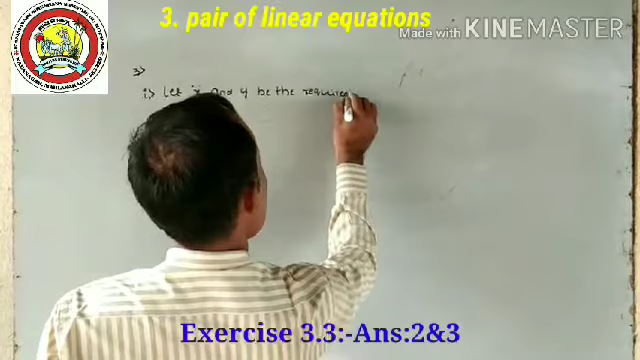 3. pair of linear equations
Made with KINEMASTER
3)
i) Let x and y be the require
Exercise 3.3:-Ans:2&3